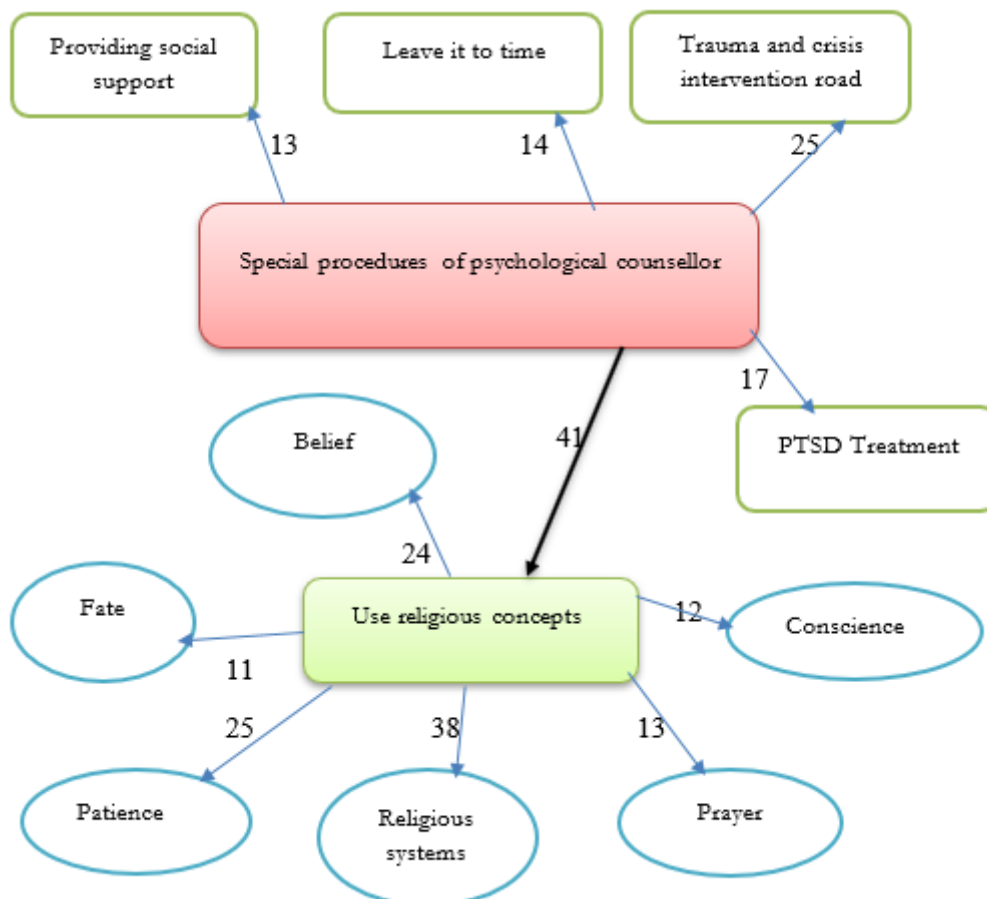 Providing social
support
Leave it to time
Trauma and crisis
intervention road
13
14
25
Special procedures of psychological counsellor
17
PTSD Treatment
41
Belief
24
Use religious concepts
Fate
11
12
Conscience
25
38
13
Patience
Religious
systems
Prayer